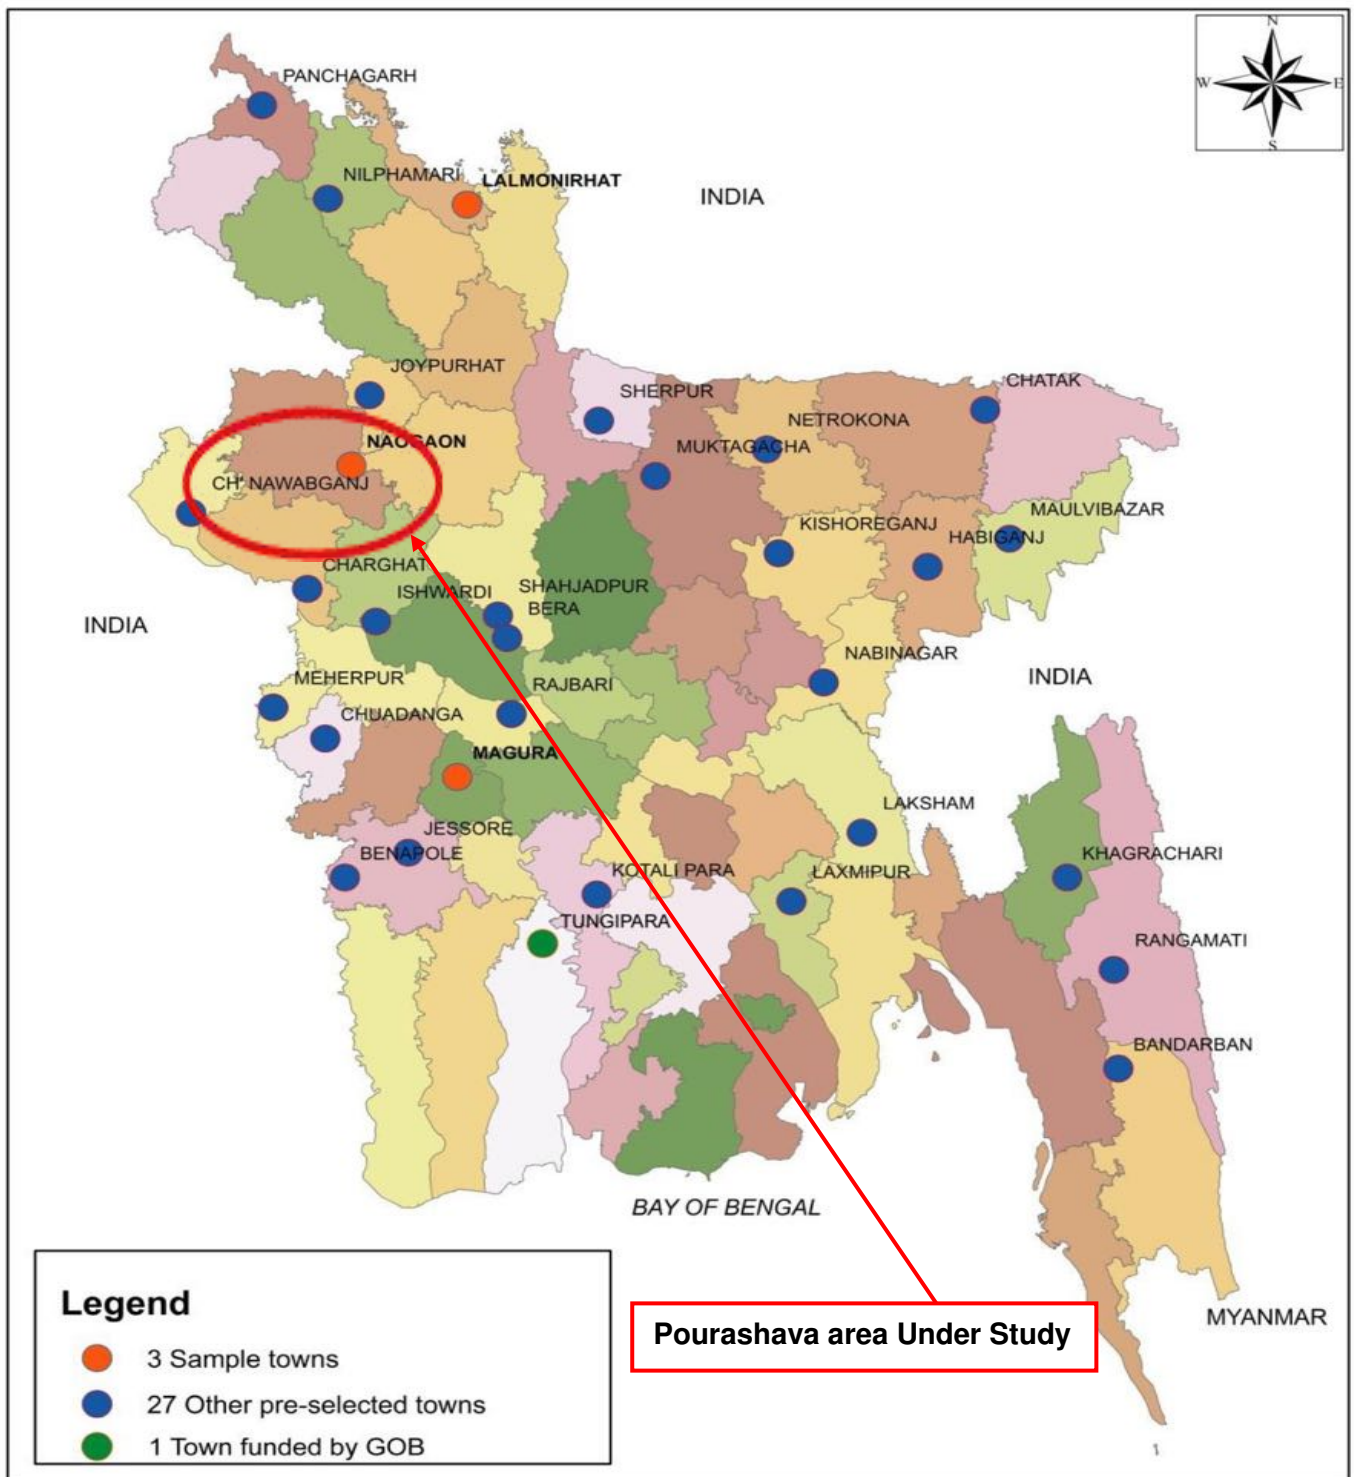 N
W
E
S
PANCHAGARH
NILPHAMARI
LALMONIRHAT
INDIA
JOYPURHAT
SHERPUR
CHATAK
NETROKONA
NAOGAON
MUKTAGACHA
CH' NAWABGANJ
MAULVIBAZAR
KISHOREGANJ
HABIGANJ
CHARGHAT
ISHWARDI
SHAHJADPUR
BERA
INDIA
NABINAGAR
INDIA
MEHERPUR
RAJBARI
CHUADANGA
MAGURA
LAKSHAM
JESSORE
BENAPOLE
KHAGRACHARI
KOTALI PARA
LAXMIPUR
TUNGIPARA
RANGAMATI
BANDARBAN
BAY OF BENGAL
MYANMAR
Pourashava area Under Study
Legend
3 Sample towns
27 Other pre-selected towns
1 Town funded by GOB